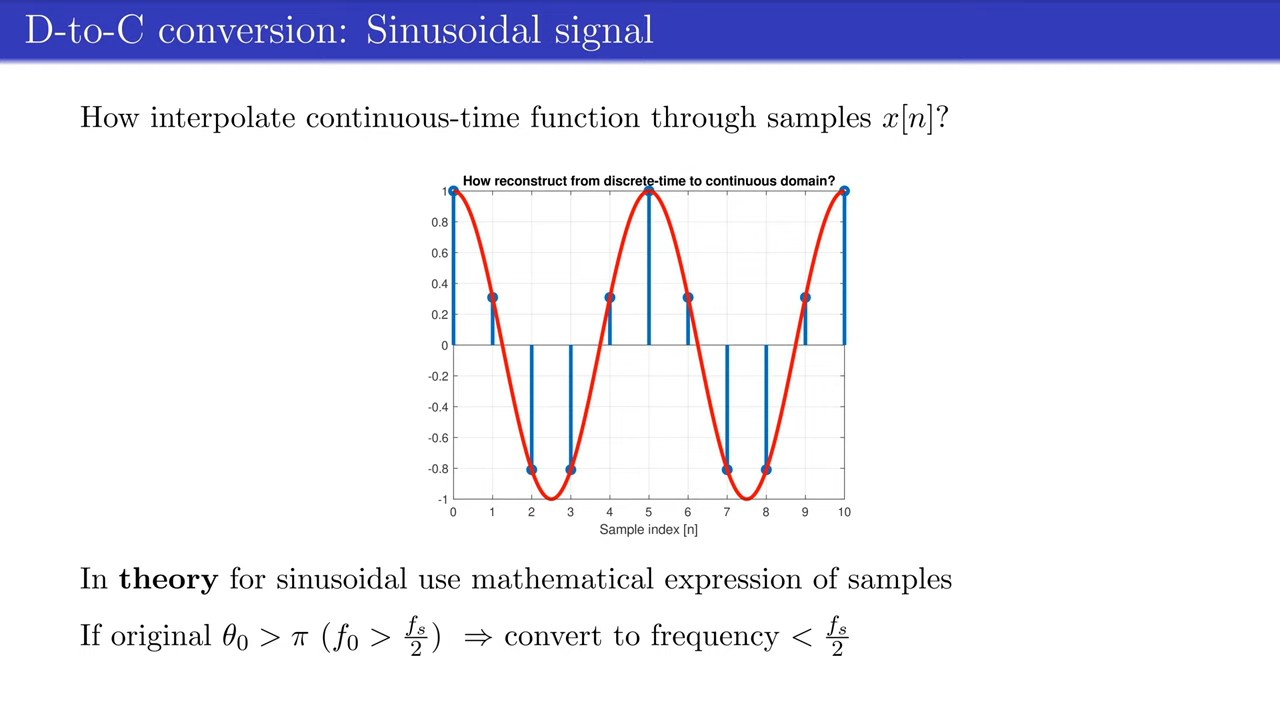 D-to-C conversion: Sinusoidal signal
How interpolate continuous-time function through samples x[n]?
How reconstruct from discrete-time to continuous domain?
1
0.8
0.6
0.4
0.2
0
-0.2
-0.4
-0.6
-0.8
-1
0 1 2 3 4 5 6 7 8 9 10
Sample index [n]
In theory for sinusoidal use mathematical expression of samples
If original θ₀ > π (f₀ > fₛ/2) ⇒ convert to frequency < fₛ/2